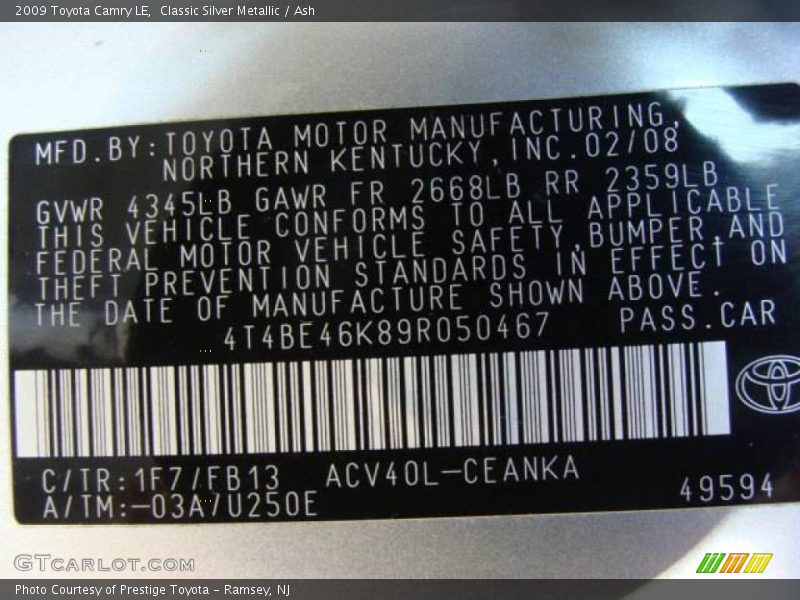 2009 Toyota Camry LE,  Classic Silver Metallic / Ash
MFD.BY:TOYOTA MOTOR MANUFACTURING,
NORTHERN KENTUCKY,INC.02/08
GVWR 4345LB GAWR FR 2668LB RR 2359LB
THIS VEHICLE CONFORMS TO ALL APPLICABLE
FEDERAL MOTOR VEHICLE SAFETY,BUMPER,AND
THEFT PREVENTION STANDARDS IN EFFECT ON
THE DATE OF MANUFACTURE SHOWN ABOVE.
4T4BE46K89R050467 PASS.CAR
C/TR:1F7/FB13 ACV40L-CEANKA
A/TM:-03A/U250E 49594
GTcarlot.com
Photo Courtesy of Prestige Toyota - Ramsey, NJ